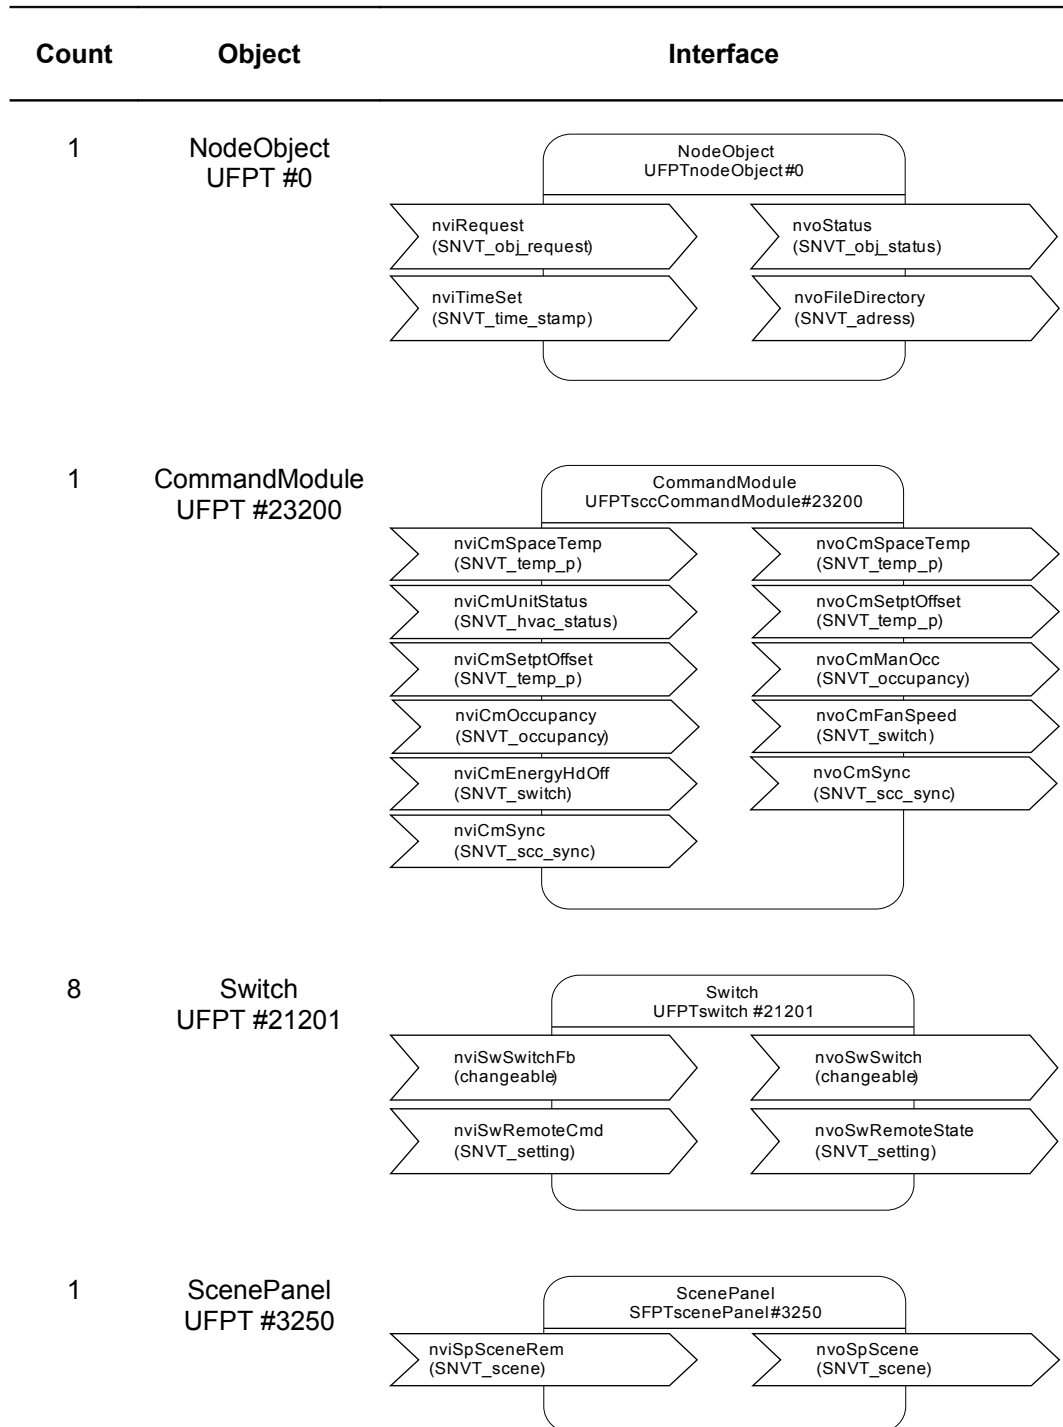 Count Object Interface
1 NodeObject
UFPT #0
NodeObject
UFPTnodeObject#0
nviRequest
(SNVT_obj_request)
nvoStatus
(SNVT_obj_status)
nviTimeSet
(SNVT_time_stamp)
nvoFileDirectory
(SNVT_adress)
1 CommandModule
UFPT #23200
CommandModule
UFPTsccCommandModule#23200
nviCmSpaceTemp
(SNVT_temp_p)
nvoCmSpaceTemp
(SNVT_temp_p)
nviCmUnitStatus
(SNVT_hvac_status)
nvoCmSetptOffset
(SNVT_temp_p)
nviCmSetptOffset
(SNVT_temp_p)
nvoCmManOcc
(SNVT_occupancy)
nviCmOccupancy
(SNVT_occupancy)
nvoCmFanSpeed
(SNVT_switch)
nviCmEnergyHdOff
(SNVT_switch)
nvoCmSync
(SNVT_scc_sync)
nviCmSync
(SNVT_scc_sync)
8 Switch
UFPT #21201
Switch
UFPTswitch #21201
nviSwSwitchFb
(changeable)
nvoSwSwitch
(changeable)
nviSwRemoteCmd
(SNVT_setting)
nvoSwRemoteState
(SNVT_setting)
1 ScenePanel
UFPT #3250
ScenePanel
SFPTscenePanel#3250
nviSpSceneRem
(SNVT_scene)
nvoSpScene
(SNVT_scene)